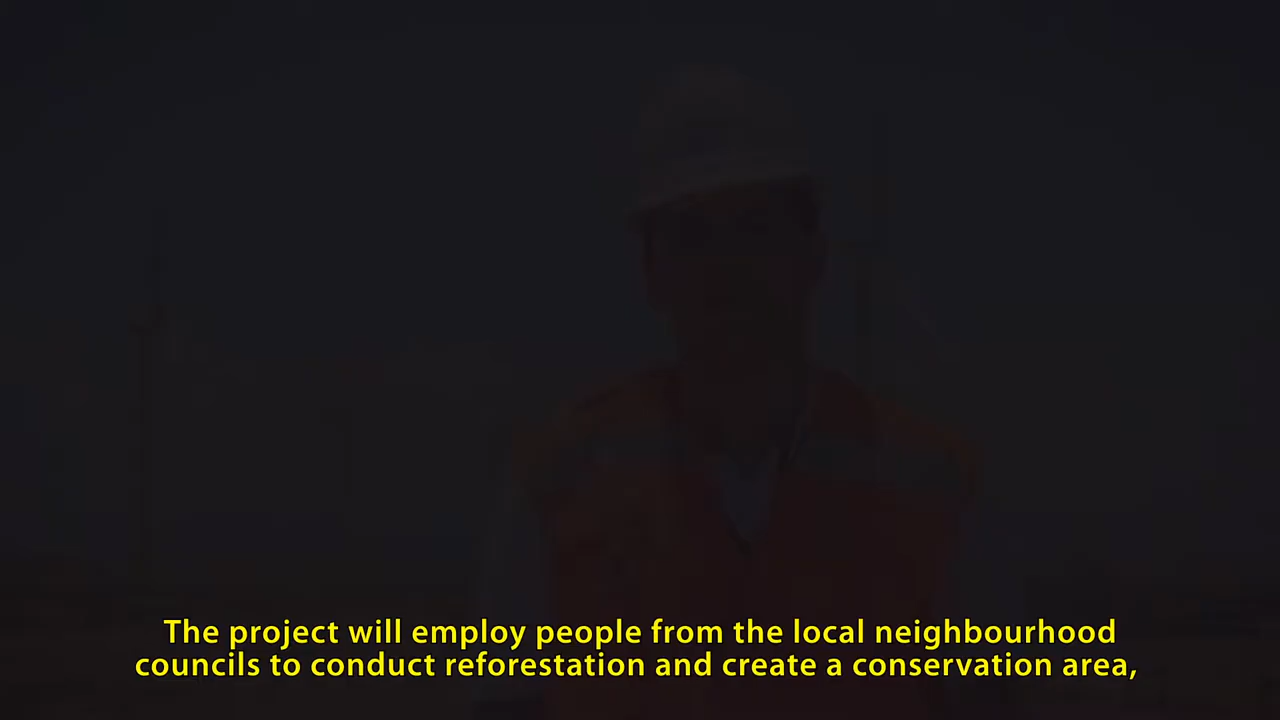 The project will employ people from the local neighbourhood
councils to conduct reforestation and create a conservation area,